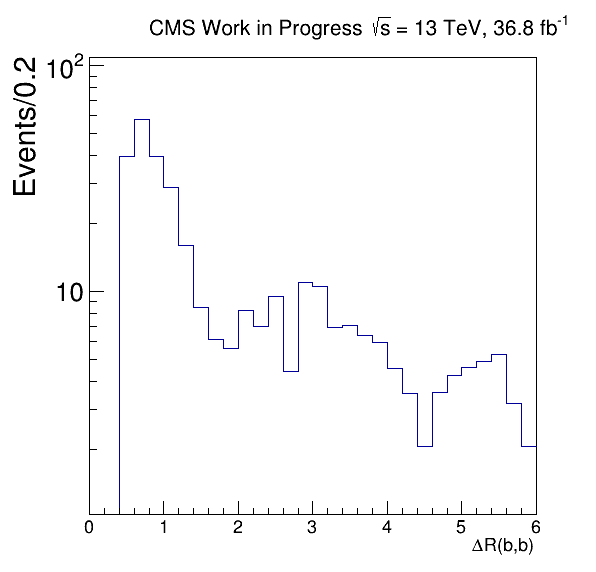 CMS Work in Progress √s = 13 TeV, 36.8 fb⁻¹
Events/0.2
10²
10
0 1 2 3 4 5 6
ΔR(b,b)